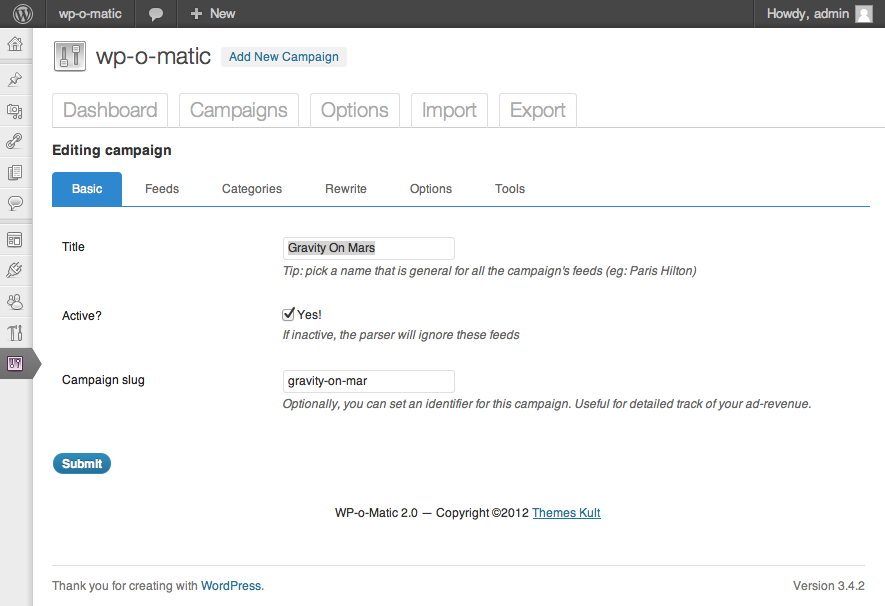 wp-o-matic New Howdy, admin
wp-o-matic Add New Campaign
Dashboard Campaigns Options Import Export
Editing campaign
Basic Feeds Categories Rewrite Options Tools
Title Gravity On Mars
Tip: pick a name that is general for all the campaign's feeds (eg: Paris Hilton)
Active? Yes!
If inactive, the parser will ignore these feeds
Campaign slug gravity-on-mar
Optionally, you can set an identifier for this campaign. Useful for detailed track of your ad-revenue.
Submit
WP-o-Matic 2.0 — Copyright ©2012 Themes Kult
Thank you for creating with WordPress. Version 3.4.2